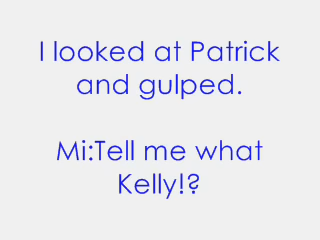 I looked at Patrick
and gulped.
Mi:Tell me what
Kelly!?